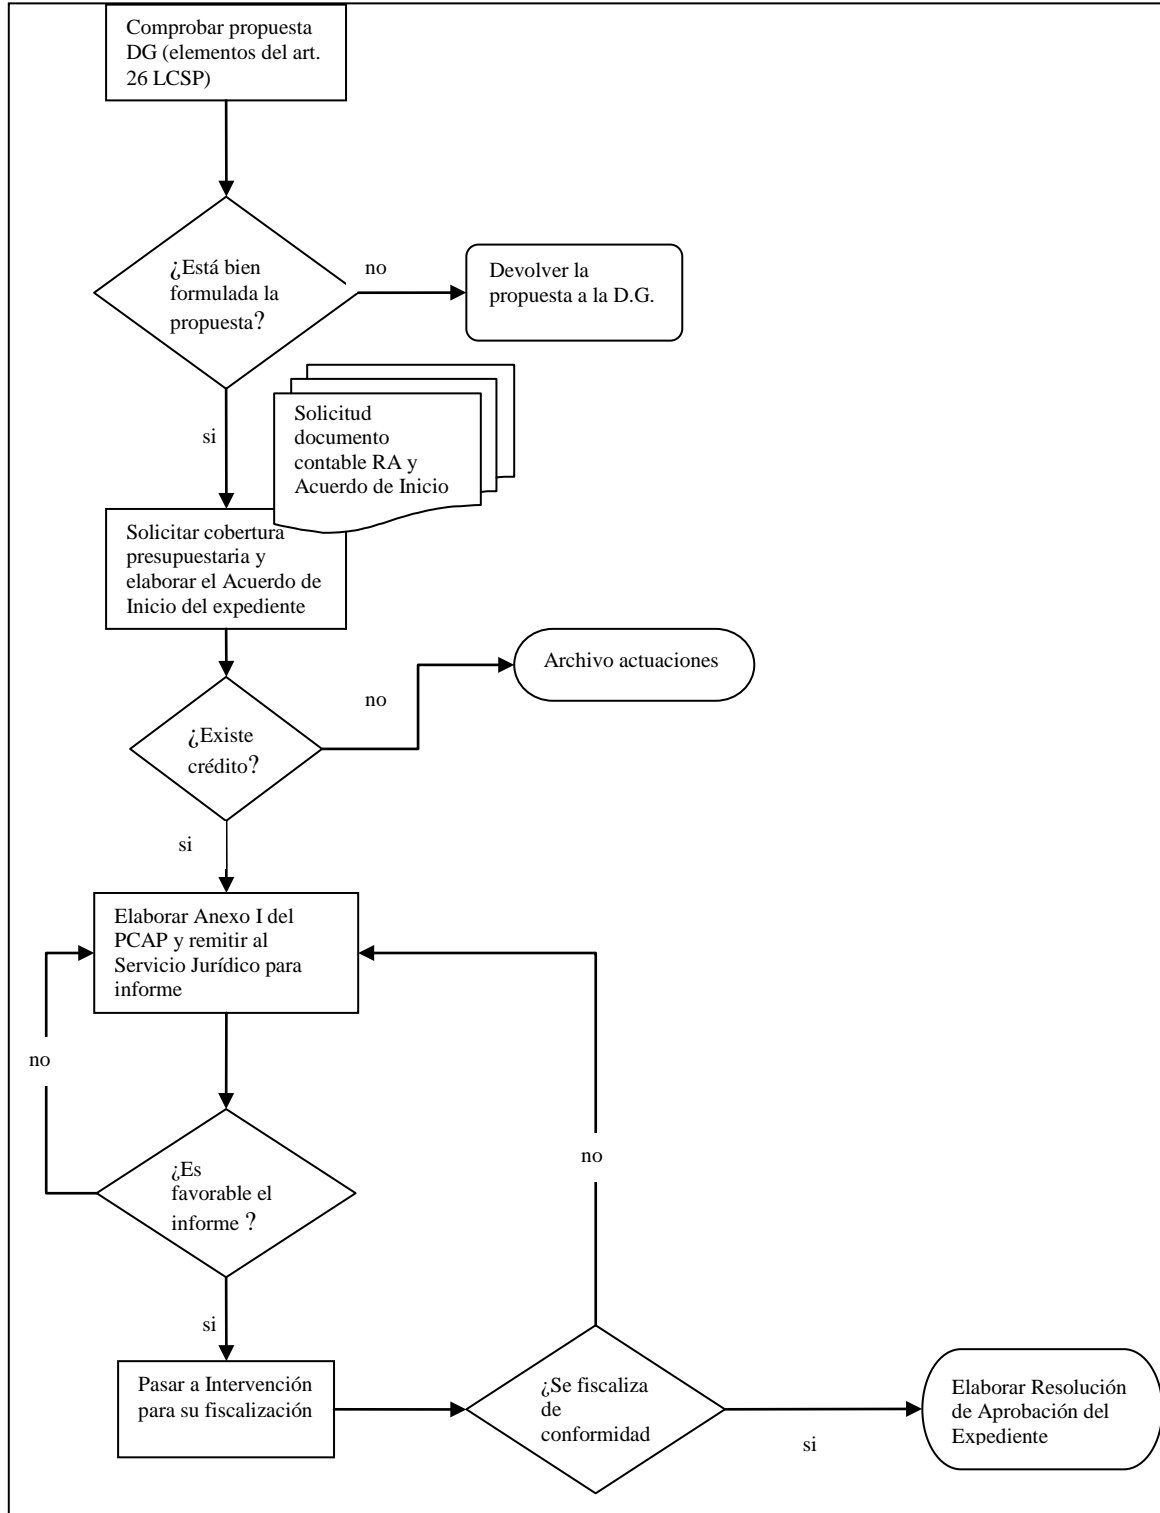 Comprobar propuesta
DG (elementos del art.
26 LCSP)
¿Está bien
formulada la
propuesta?
no
Devolver la
propuesta a la D.G.
si
Solicitud
documento
contable RA y
Acuerdo de Inicio
Solicitar cobertura
presupuestaria y
elaborar el Acuerdo de
Inicio del expediente
Archivo actuaciones
no
¿Existe
crédito?
si
Elaborar Anexo I del
PCAP y remitir al
Servicio Jurídico para
informe
no
no
¿Es
favorable el
informe ?
si
Pasar a Intervención
para su fiscalización
¿Se fiscaliza
de
conformidad
si
Elaborar Resolución
de Aprobación del
Expediente